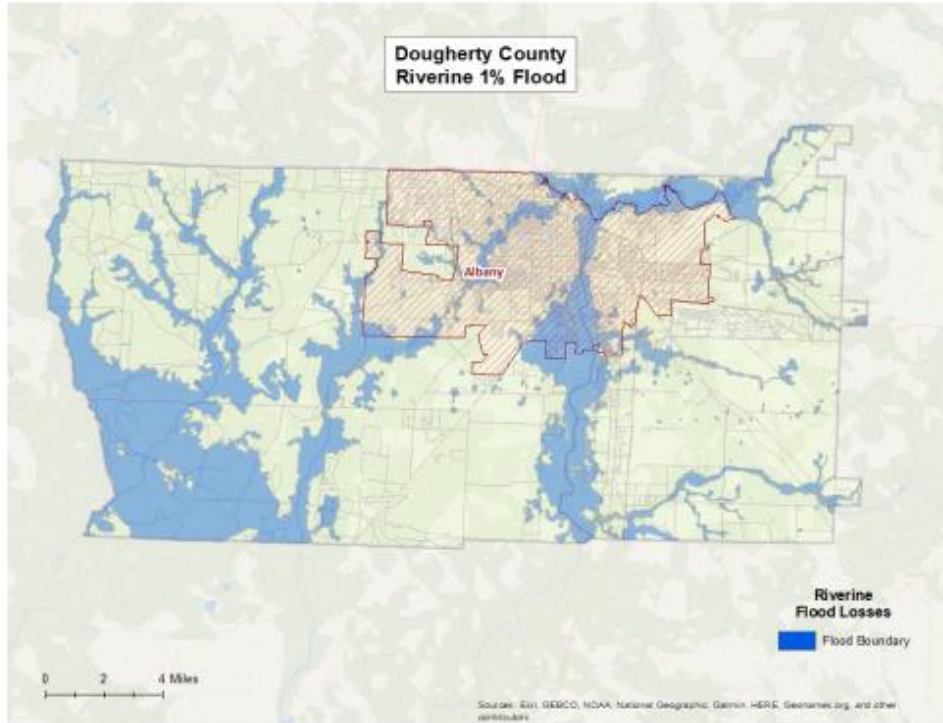 Dougherty County
Riverine 1% Flood
Albany
Riverine
Flood Losses
Flood Boundary
0 2 4 Miles
Sources: Esri, GEBCO, NOAA, National Geographic, Garmin, HERE, Geonames.org, and other
contributors